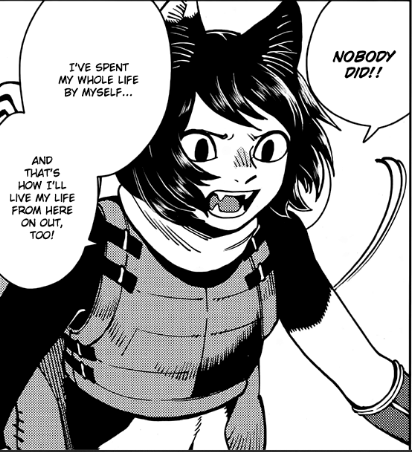 NOBODY
DID!!
I'VE SPENT
MY WHOLE LIFE
BY MYSELF...
AND
THAT'S
HOW I'LL
LIVE MY LIFE
FROM HERE
ON OUT,
TOO!